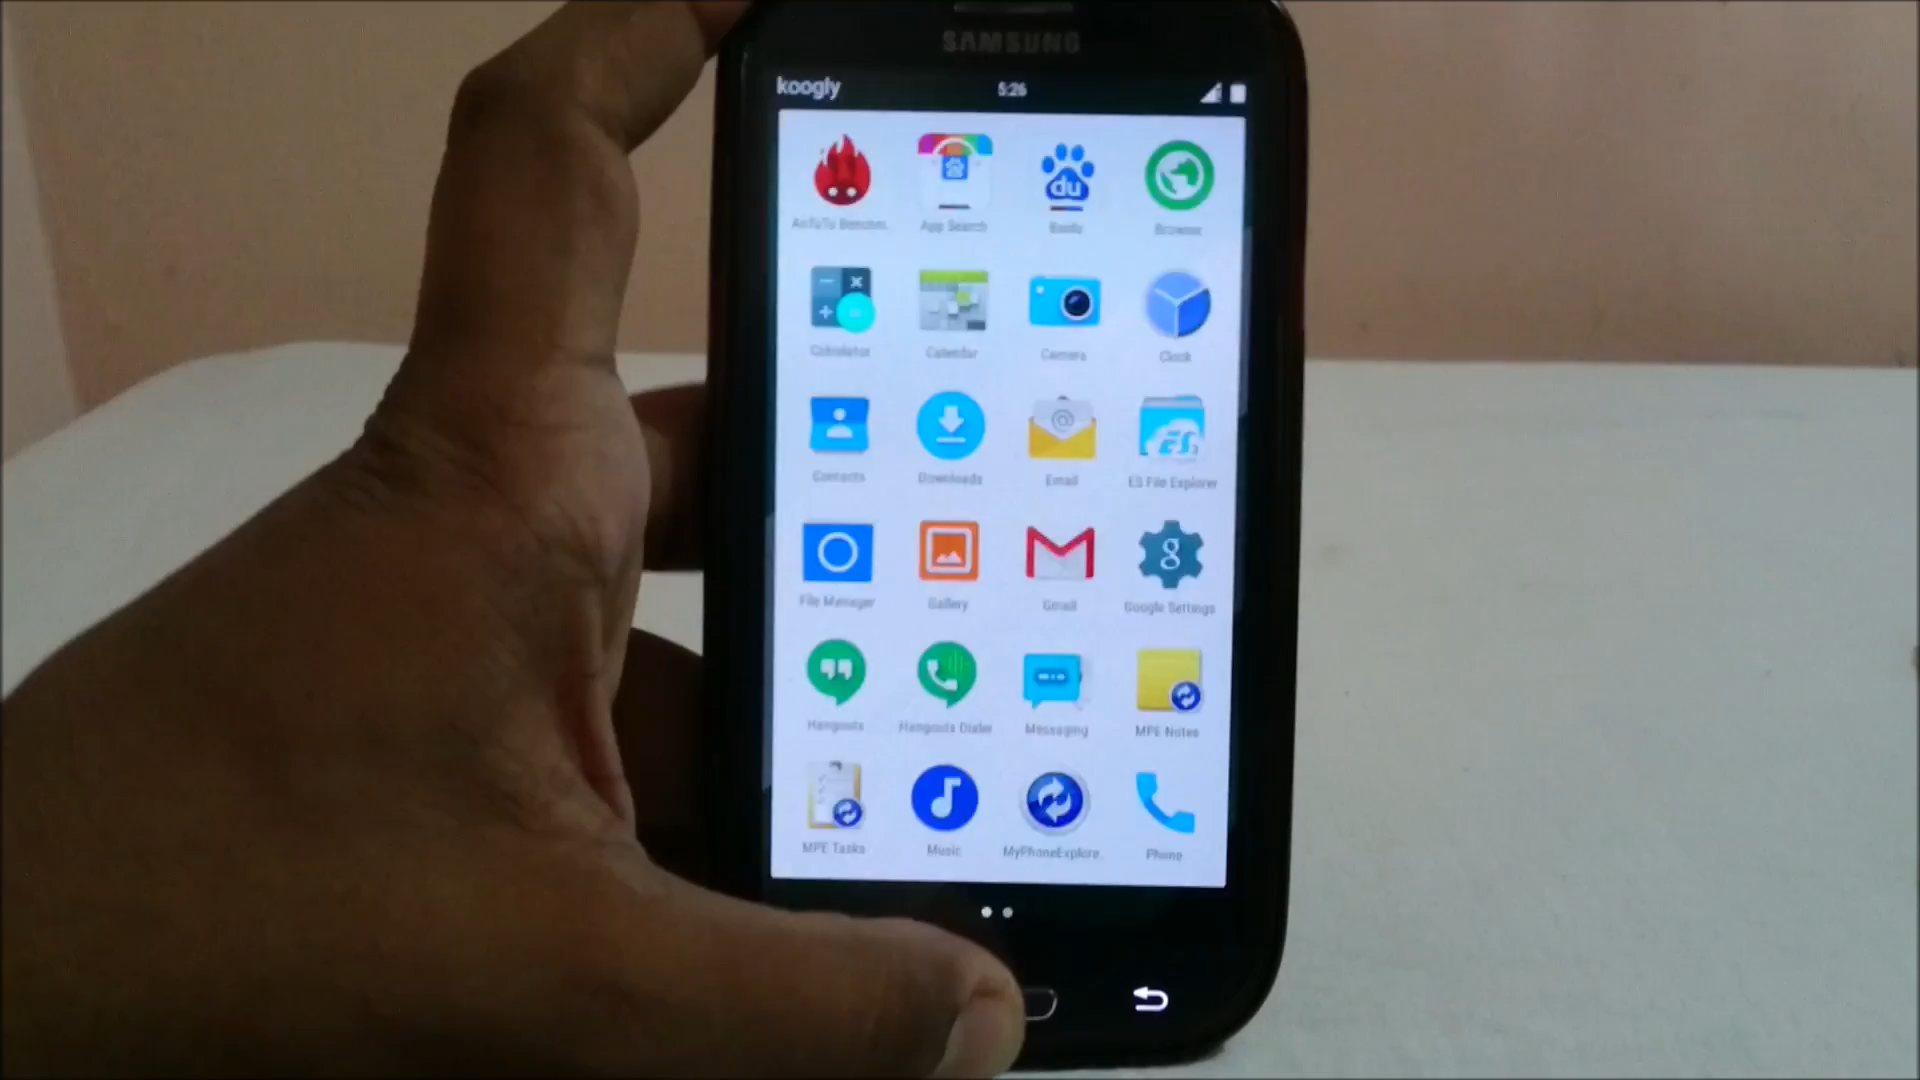 SAMSUNG
koogly 5:26
AnTuTu Benchm.. App Search Baidu Browser
du
Calculator Calendar Camera Clock
Contacts Downloads Email ES File Explorer
File Manager Gallery Gmail Google Settings
Hangouts Hangouts Dialer Messaging MPE Notes
MPE Tasks Music MyPhoneExplore.. Phone